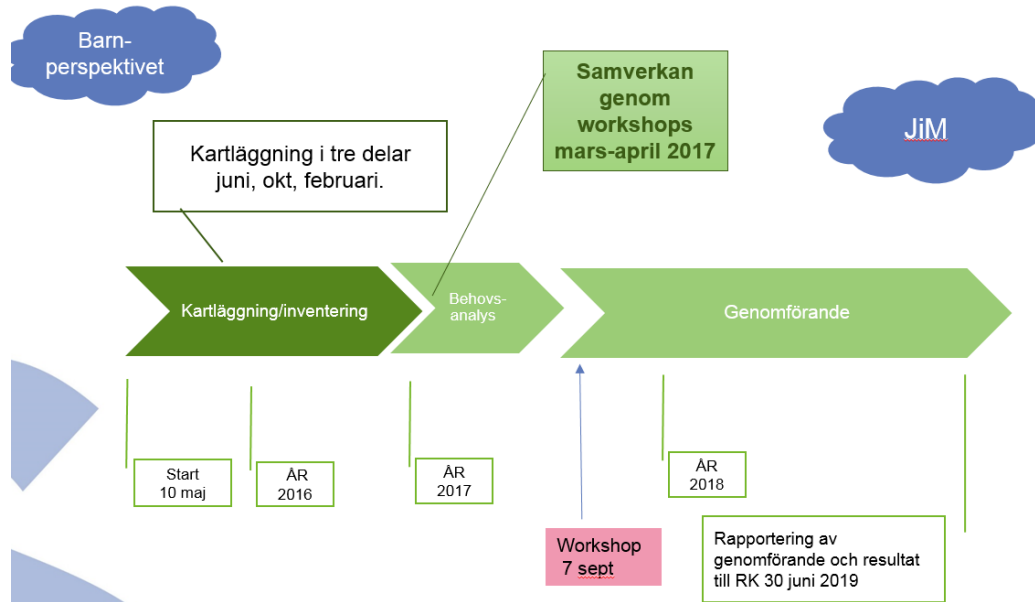 Barn-
perspektivet
Samverkan
genom
workshops
mars-april 2017
JiM
Kartläggning i tre delar
juni, okt, februari.
Kartläggning/inventering
Behovs-
analys
Genomförande
Start
10 maj
ÅR
2016
ÅR
2017
ÅR
2018
Workshop
7 sept
Rapportering av
genomförande och resultat
till RK 30 juni 2019